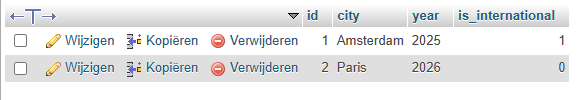 id city year is_international
Wijzigen Kopiëren Verwijderen 1 Amsterdam 2025 1
Wijzigen Kopiëren Verwijderen 2 Paris 2026 0